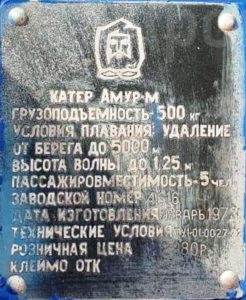 КАТЕР АМУР-М
ГРУЗОПОДЪЕМНОСТЬ-500 кг
УСЛОВИЯ ПЛАВАНИЯ: УДАЛЕНИЕ
ОТ БЕРЕГА ДО 5000 м
ВЫСОТА ВОЛНЫ ДО 1,25 м
ПАССАЖИРОВМЕСТИМОСТЬ-5 чел
ЗАВОДСКОЙ НОМЕР
ДАТА ИЗГОТОВЛЕНИЯ
ТЕХНИЧЕСКИЕ УСЛОВИЯ
РОЗНИЧНАЯ ЦЕНА
КЛЕЙМО ОТК